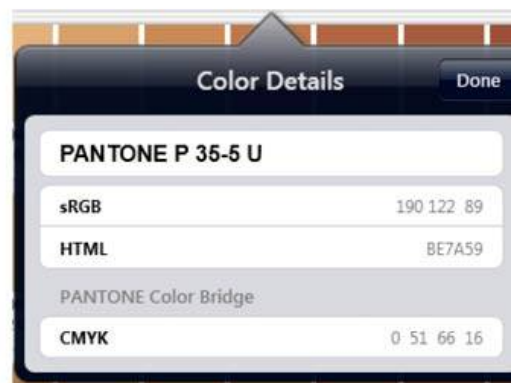 Color Details
Done
PANTONE P 35-5 U
sRGB 190 122 89
HTML BE7A59
PANTONE Color Bridge
CMYK 0 51 66 16